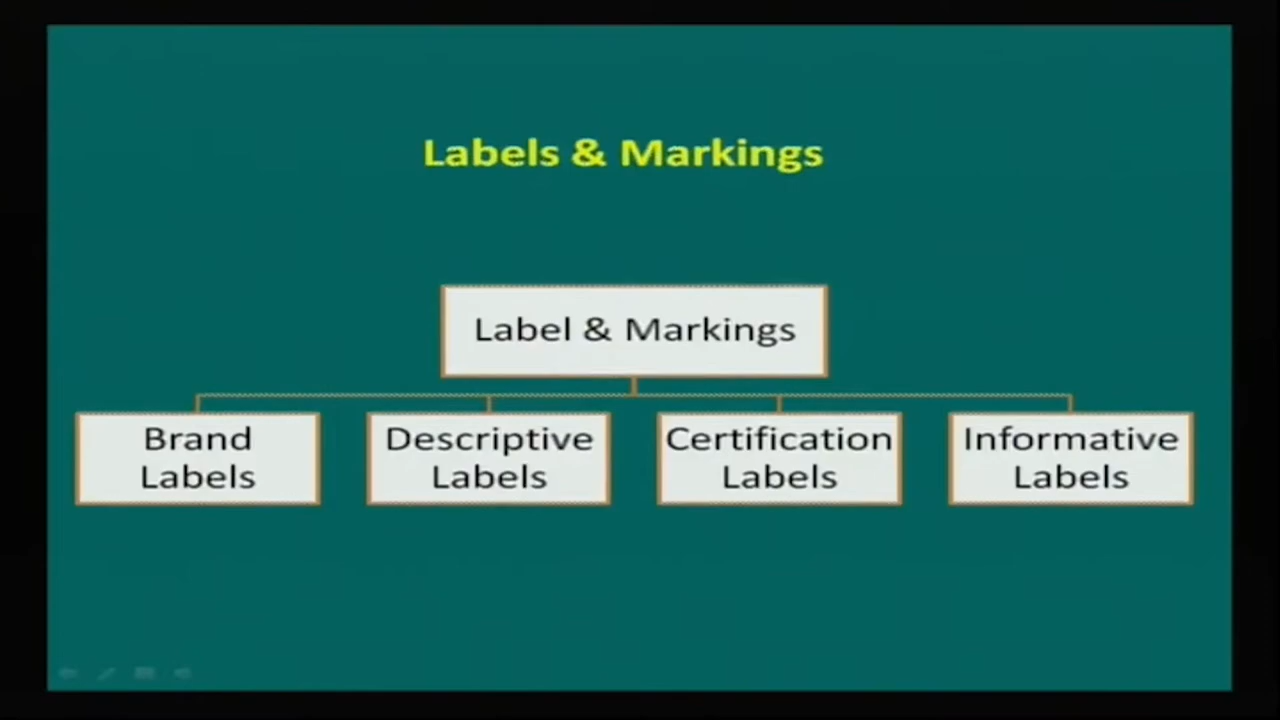 Labels & Markings
Label & Markings
Brand
Labels
Descriptive
Labels
Certification
Labels
Informative
Labels